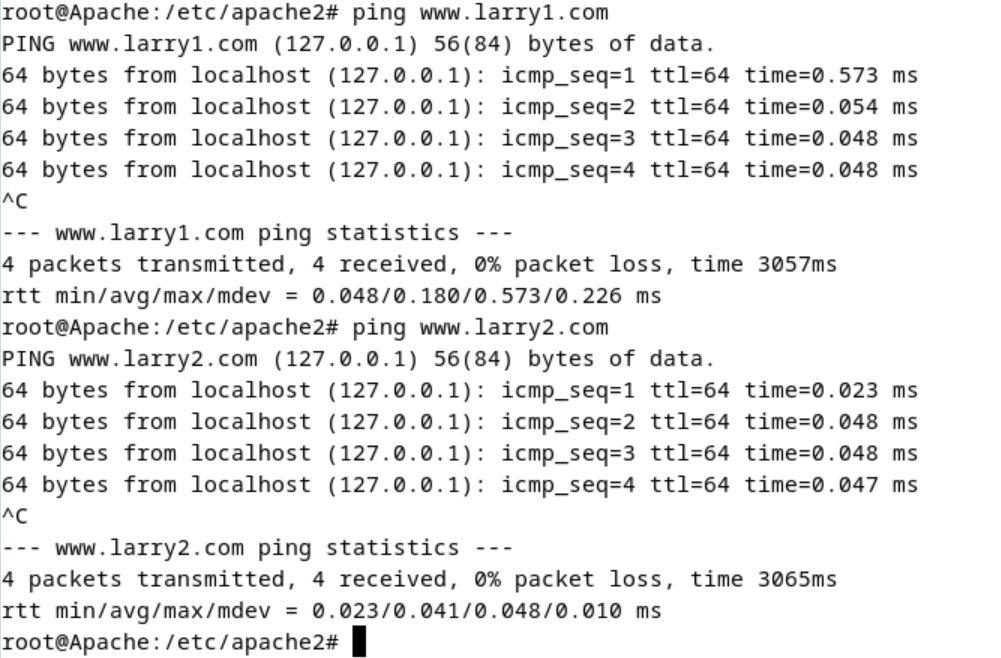 root@Apache:/etc/apache2# ping www.larry1.com
PING www.larry1.com (127.0.0.1) 56(84) bytes of data.
64 bytes from localhost (127.0.0.1): icmp_seq=1 ttl=64 time=0.573 ms
64 bytes from localhost (127.0.0.1): icmp_seq=2 ttl=64 time=0.054 ms
64 bytes from localhost (127.0.0.1): icmp_seq=3 ttl=64 time=0.048 ms
64 bytes from localhost (127.0.0.1): icmp_seq=4 ttl=64 time=0.048 ms
^C
--- www.larry1.com ping statistics ---
4 packets transmitted, 4 received, 0% packet loss, time 3057ms
rtt min/avg/max/mdev = 0.048/0.180/0.573/0.226 ms
root@Apache:/etc/apache2# ping www.larry2.com
PING www.larry2.com (127.0.0.1) 56(84) bytes of data.
64 bytes from localhost (127.0.0.1): icmp_seq=1 ttl=64 time=0.023 ms
64 bytes from localhost (127.0.0.1): icmp_seq=2 ttl=64 time=0.048 ms
64 bytes from localhost (127.0.0.1): icmp_seq=3 ttl=64 time=0.048 ms
64 bytes from localhost (127.0.0.1): icmp_seq=4 ttl=64 time=0.047 ms
^C
--- www.larry2.com ping statistics ---
4 packets transmitted, 4 received, 0% packet loss, time 3065ms
rtt min/avg/max/mdev = 0.023/0.041/0.048/0.010 ms
root@Apache:/etc/apache2#